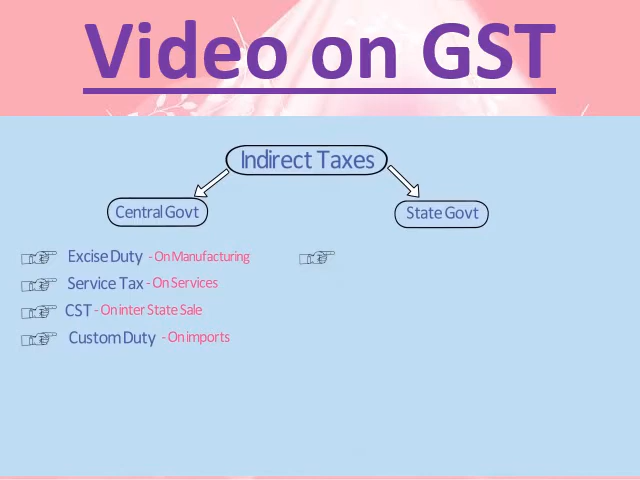 Video on GST
Indirect Taxes
Central Govt
State Govt
Excise Duty - On Manufacturing
Service Tax - On Services
CST - On inter State Sale
Custom Duty - On imports